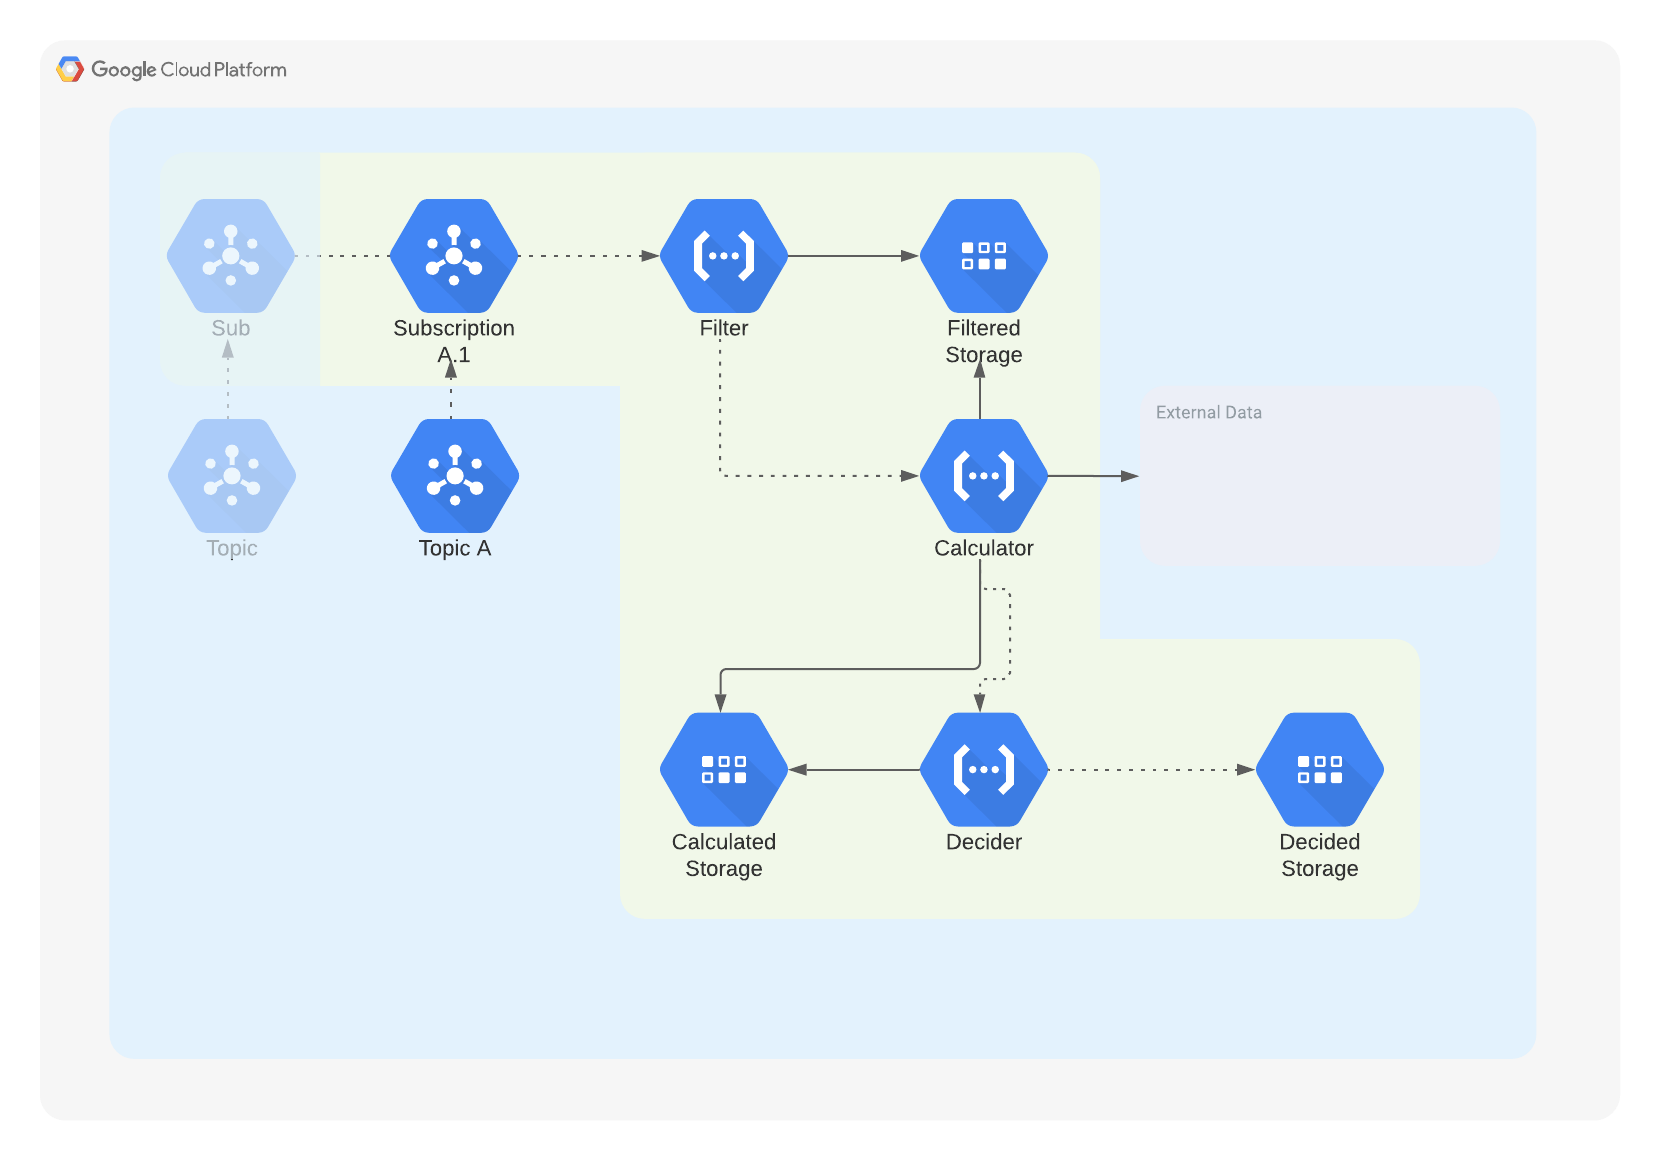 Google Cloud Platform
Sub
Subscription
A.1
Filter
Filtered
Storage
External Data
Topic
Topic A
Calculator
Calculated
Storage
Decider
Decided
Storage